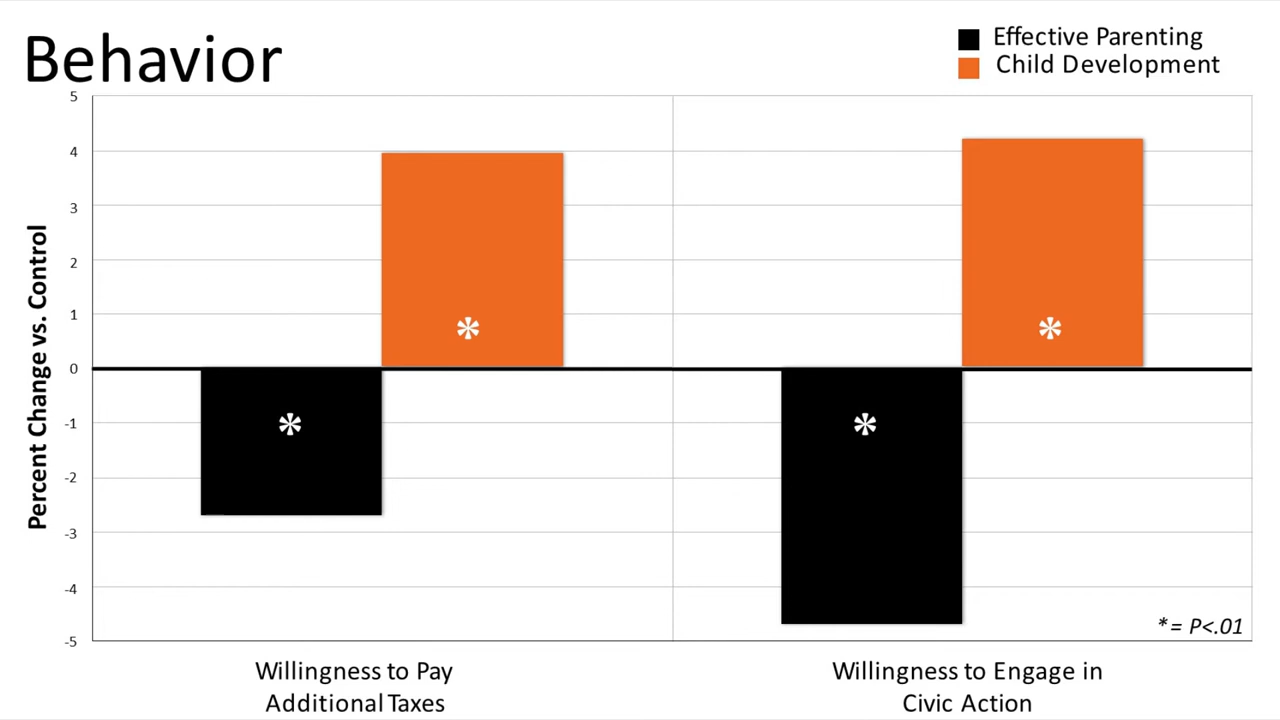 Behavior
Effective Parenting
Child Development
Percent Change vs. Control
5
4
3
2
1
0
-1
-2
-3
-4
-5
*
*
*
*
*= P<.01
Willingness to Pay
Additional Taxes
Willingness to Engage in
Civic Action